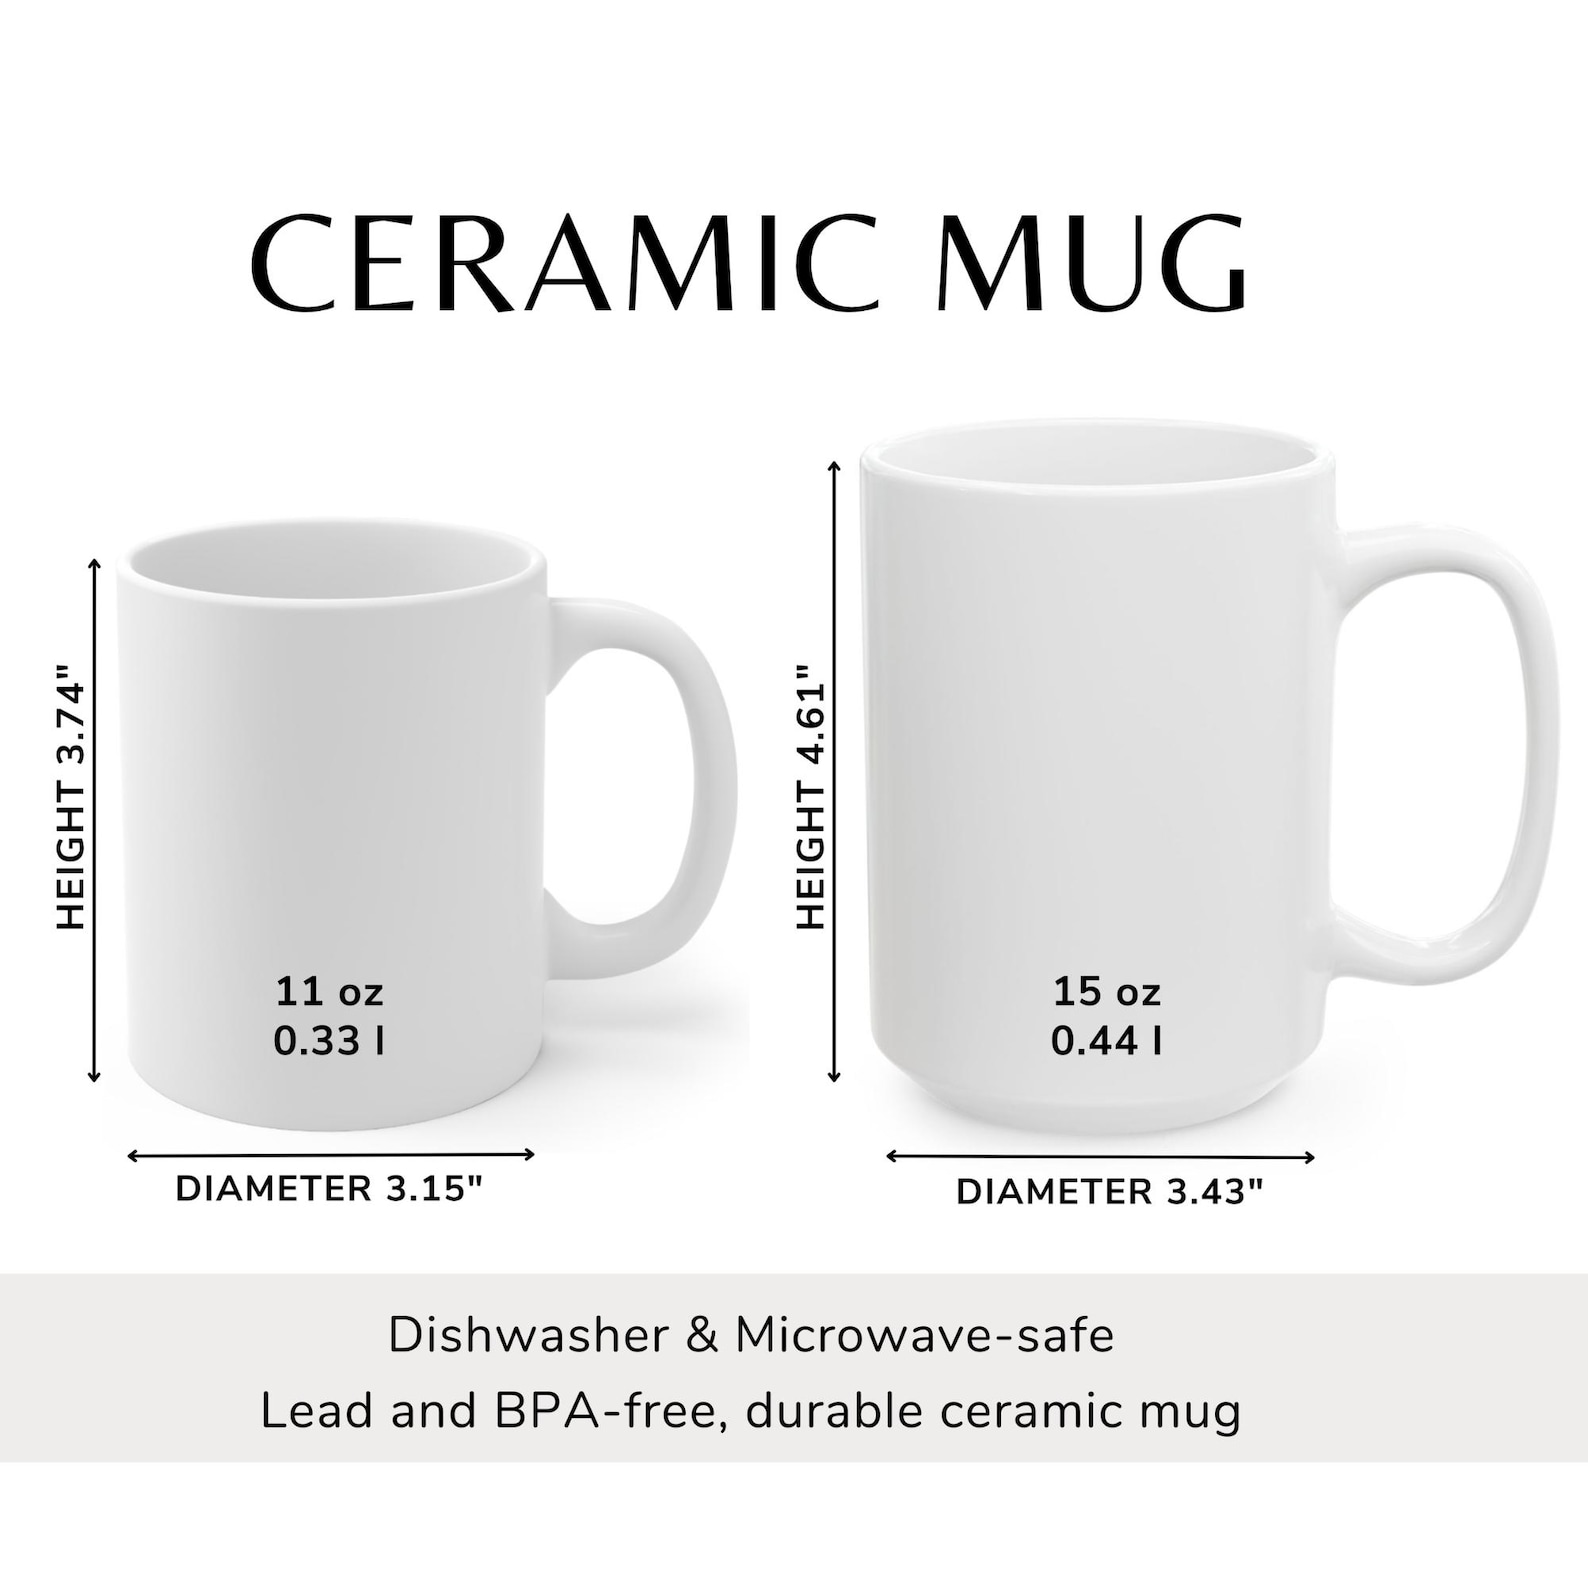 CERAMIC MUG
HEIGHT 3.74"
11 oz
0.33 l
DIAMETER 3.15"
HEIGHT 4.61"
15 oz
0.44 l
DIAMETER 3.43"
Dishwasher & Microwave-safe
Lead and BPA-free, durable ceramic mug